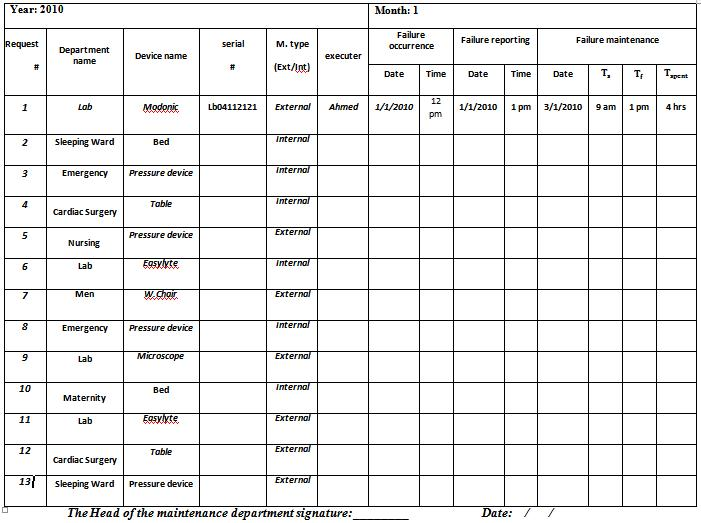 Year: 2010 Month: 1
Request # Department name Device name serial # M. type (Ext/Int) executer Failure occurrence Failure reporting Failure maintenance
Date Time Date Time Date Ts Tf Tspent
1 Lab Madonic Lb04112121 External Ahmed 1/1/2010 12 pm 1/1/2010 1 pm 3/1/2010 9 am 1 pm 4 hrs
2 Sleeping Ward Bed Internal
3 Emergency Pressure device Internal
4 Cardiac Surgery Table Internal
5 Nursing Pressure device External
6 Lab Easylyte Internal
7 Men W.Chair External
8 Emergency Pressure device Internal
9 Lab Microscope External
10 Maternity Bed Internal
11 Lab Easylyte External
12 Cardiac Surgery Table External
13 Sleeping Ward Pressure device External
The Head of the maintenance department signature:________ Date: / /